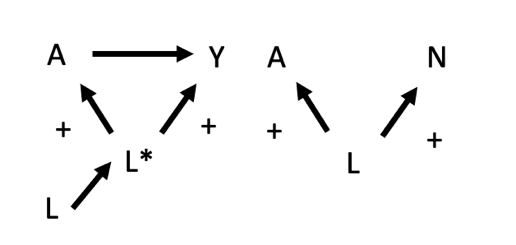 A Y A N
+ + + +
L* L
L